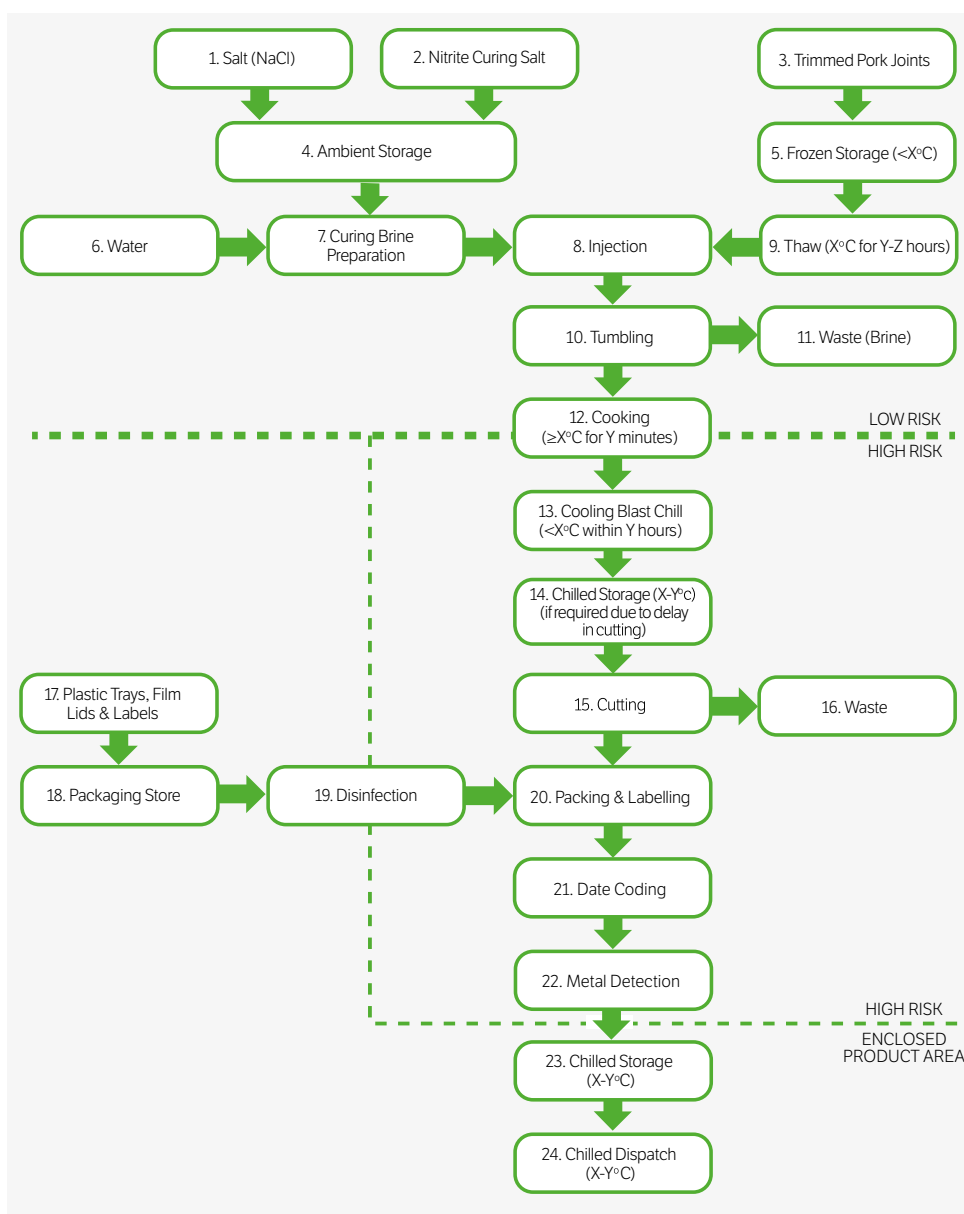 1. Salt (NaCl)
2. Nitrite Curing Salt
3. Trimmed Pork Joints
4. Ambient Storage
5. Frozen Storage (<XºC)
6. Water
7. Curing Brine
Preparation
8. Injection
9. Thaw (XºC for Y-Z hours)
10. Tumbling
11. Waste (Brine)
12. Cooking
(≥XºC for Y minutes)
LOW RISK
HIGH RISK
13. Cooling Blast Chill
(<XºC within Y hours)
14. Chilled Storage (X-Yºc)
(if required due to delay
in cutting)
17. Plastic Trays, Film
Lids & Labels
15. Cutting
16. Waste
18. Packaging Store
19. Disinfection
20. Packing & Labelling
21. Date Coding
22. Metal Detection
HIGH RISK
ENCLOSED
PRODUCT AREA
23. Chilled Storage
(X-YºC)
24. Chilled Dispatch
(X-YºC)